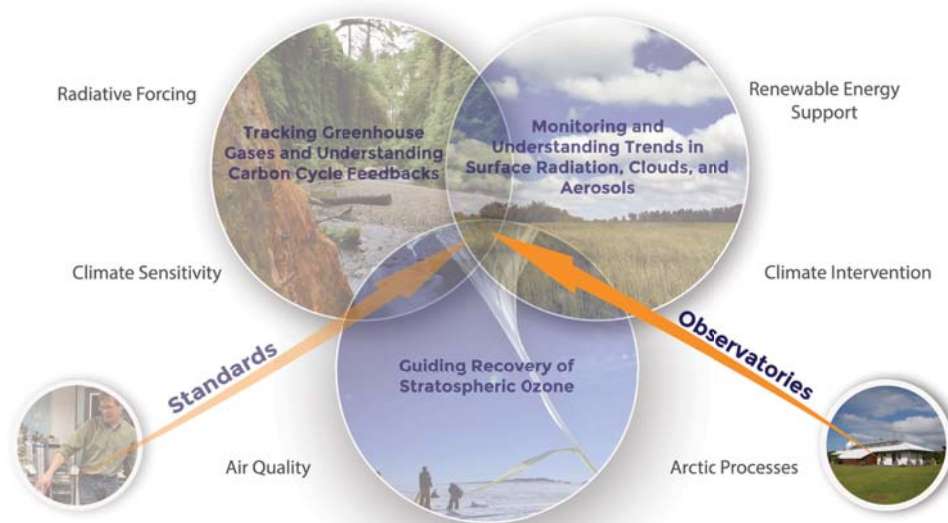 Radiative Forcing
Tracking Greenhouse
Gases and Understanding
Carbon Cycle Feedbacks
Monitoring and
Understanding Trends in
Surface Radiation, Clouds, and
Aerosols
Renewable Energy
Support
Climate Sensitivity
Climate Intervention
Standards
Observatories
Guiding Recovery of
Stratospheric Ozone
Air Quality
Arctic Processes